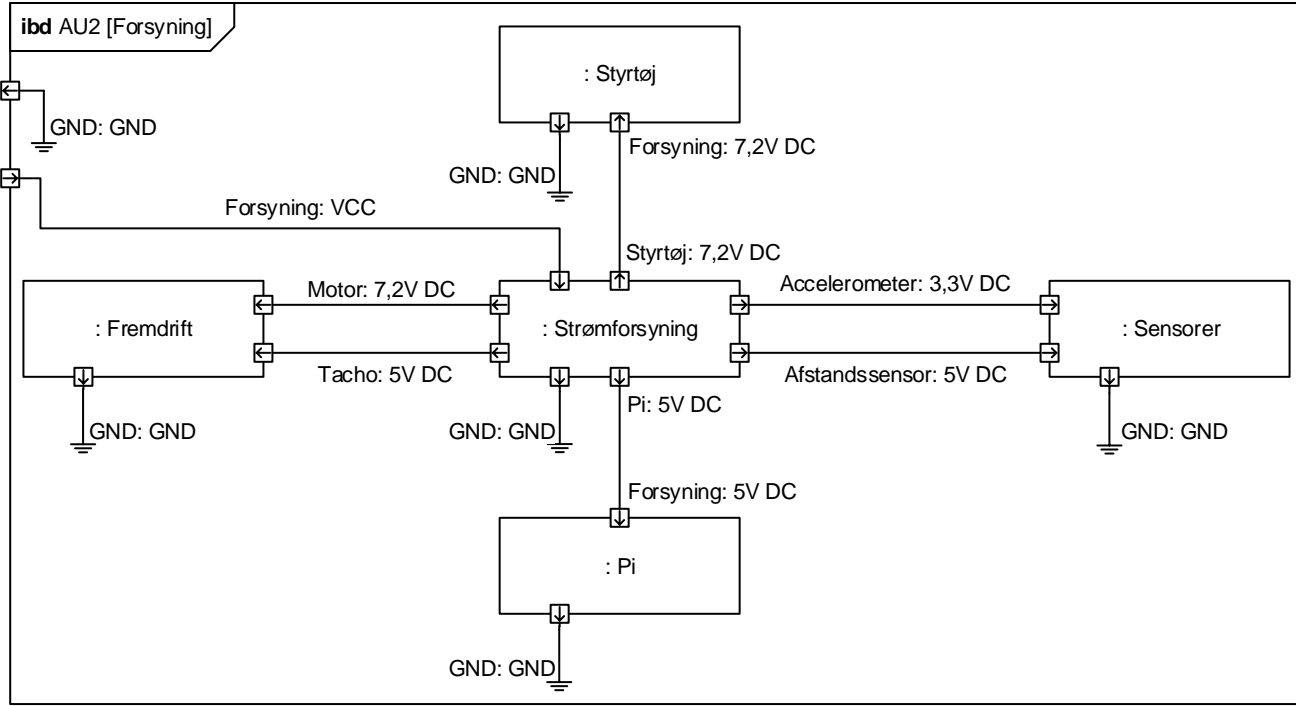 ibd AU2 [Forsyning]
: Styrtøj
GND: GND
Forsyning: 7,2V DC
GND: GND
Forsyning: VCC
Styrtøj: 7,2V DC
Motor: 7,2V DC
Accelerometer: 3,3V DC
: Fremdrift
: Strømforsyning
: Sensorer
Tacho: 5V DC
Afstandssensor: 5V DC
Pi: 5V DC
GND: GND
GND: GND
GND: GND
Forsyning: 5V DC
: Pi
GND: GND